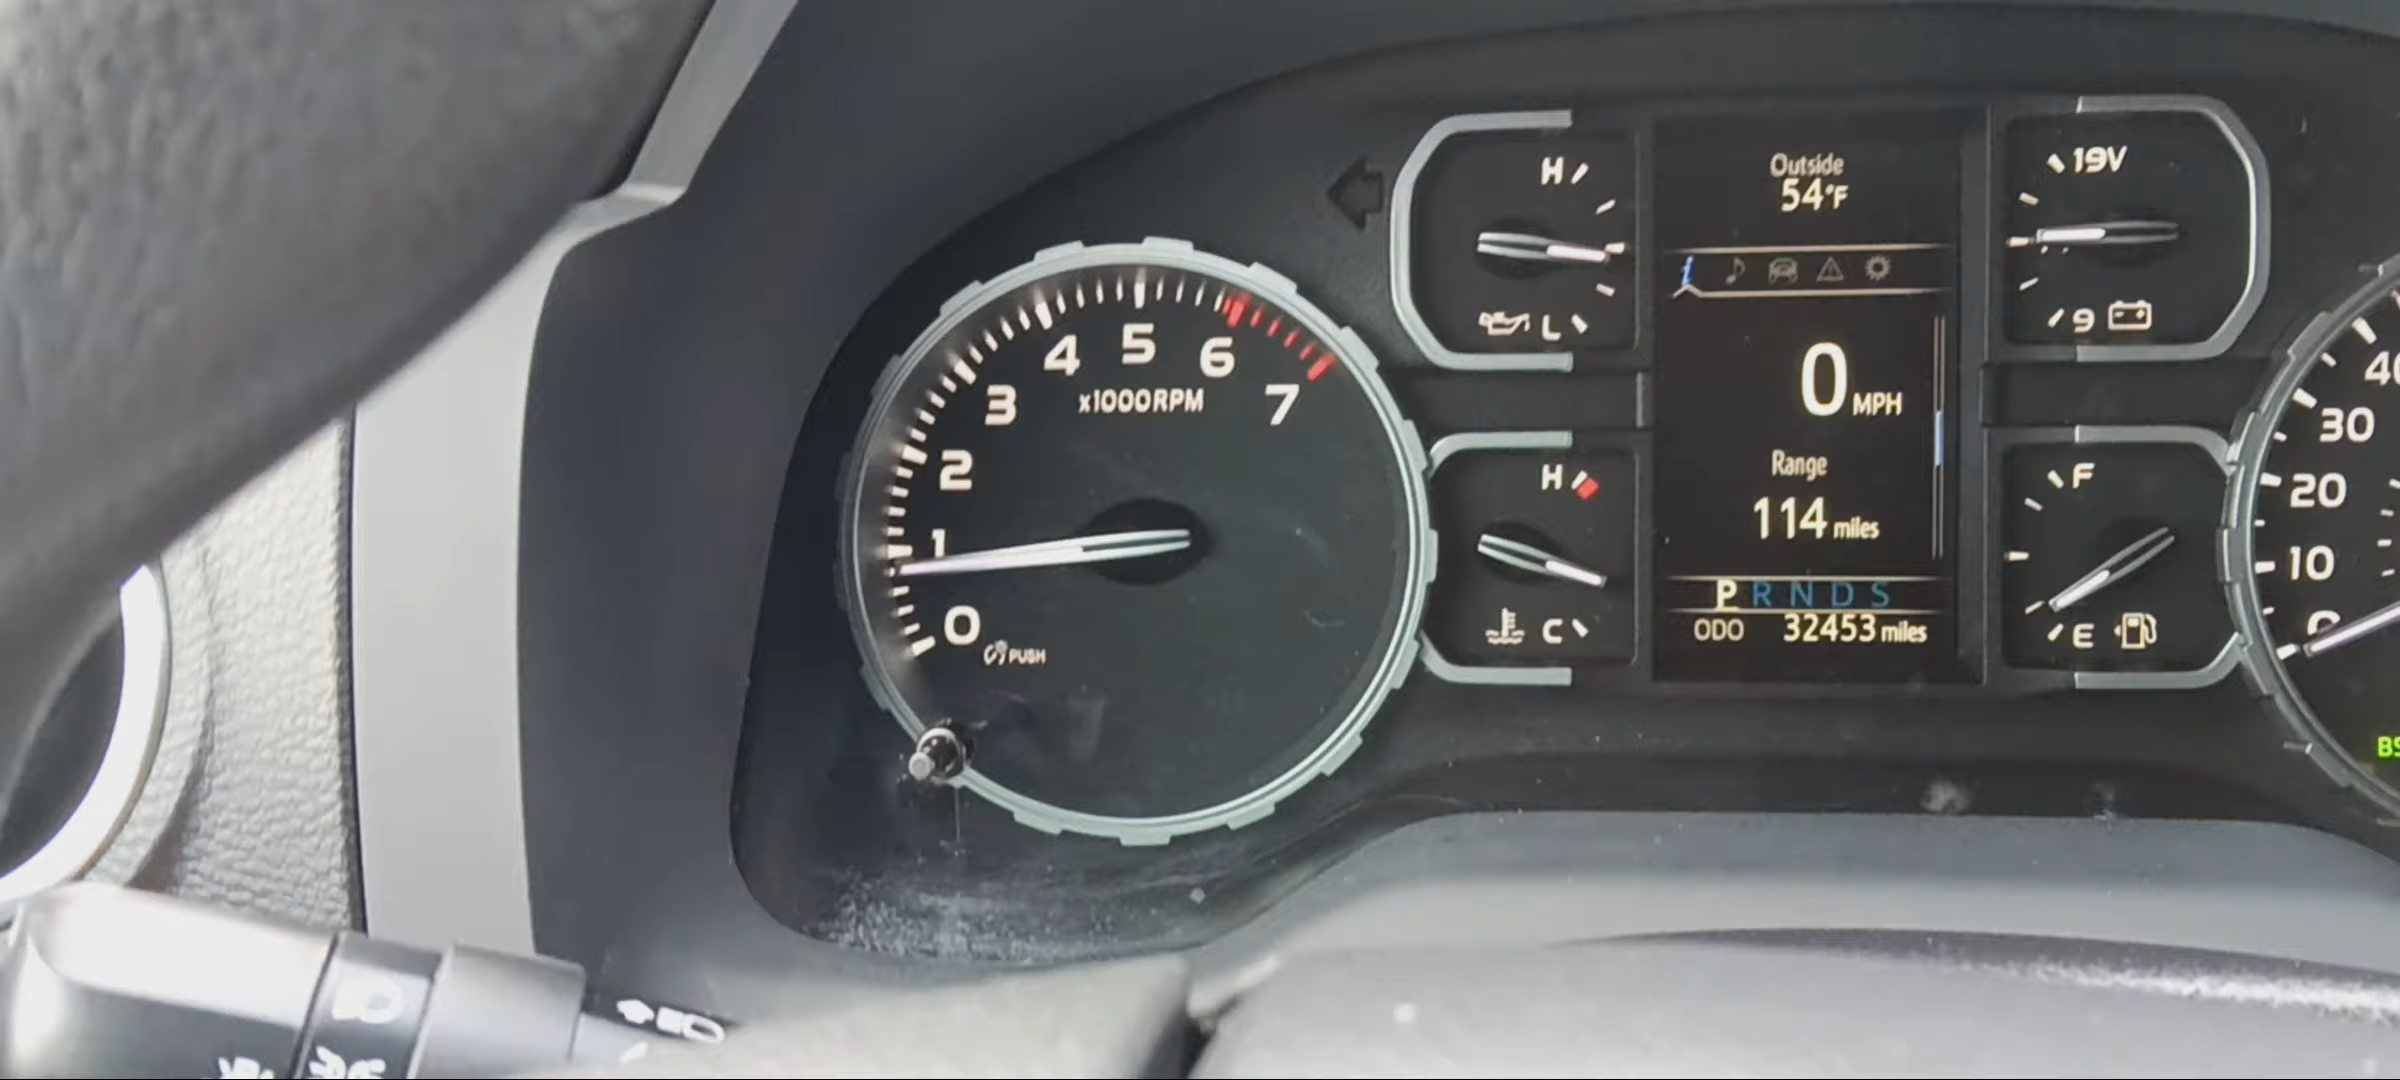 0
1
2
3
4
5
6
7
x1000RPM
PUSH
H
L
H
C
Outside
54°F
0 MPH
Range
114 miles
P R N D S
ODO 32453 miles
19V
9
F
E
30
20
10